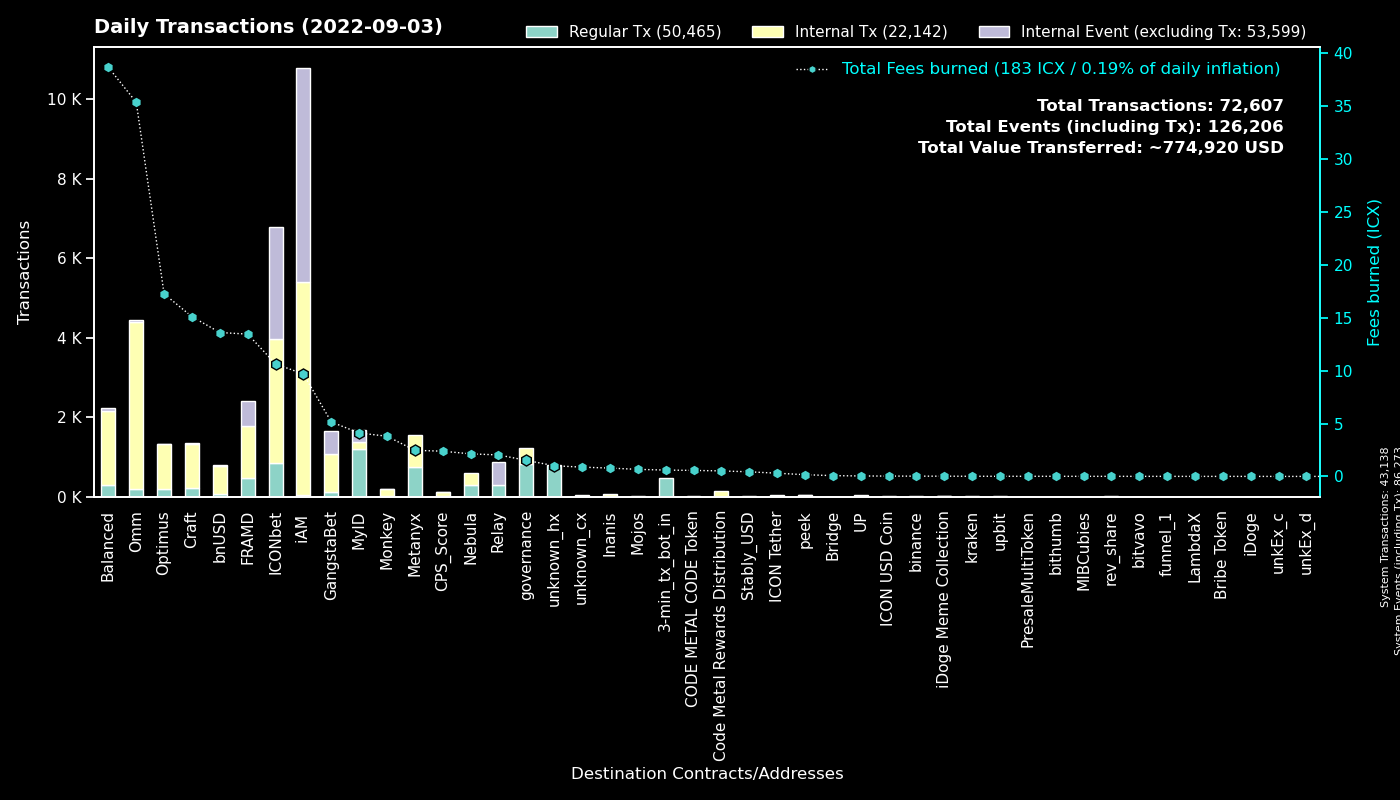 Daily Transactions (2022-09-03)
Regular Tx (50,465)
Internal Tx (22,142)
Internal Event (excluding Tx: 53,599)
Total Fees burned (183 ICX / 0.19% of daily inflation)
Total Transactions: 72,607
Total Events (including Tx): 126,206
Total Value Transferred: ~774,920 USD
Transactions
10 K
8 K
6 K
4 K
2 K
0 K
40
35
30
25
20
15
10
5
0
Fees burned (ICX)
Balanced
Omm
Optimus
Craft
bnUSD
FRAMD
ICONbet
iAM
GangstaBet
MyID
Monkey
Metanyx
CPS_Score
Nebula
Relay
governance
unknown_hx
unknown_cx
Inanis
Mojos
3-min_tx_bot_in
CODE METAL CODE Token
Code Metal Rewards Distribution
Stably_USD
ICON Tether
peek
Bridge
UP
ICON USD Coin
binance
iDoge Meme Collection
kraken
upbit
PresaleMultiToken
bithumb
MIBCubies
rev_share
bitvavo
funnel_1
LambdaX
Bribe Token
iDoge
unkEx_c
unkEx_d
Destination Contracts/Addresses
System Transactions: 43,138
System Events (including Tx): 86,273